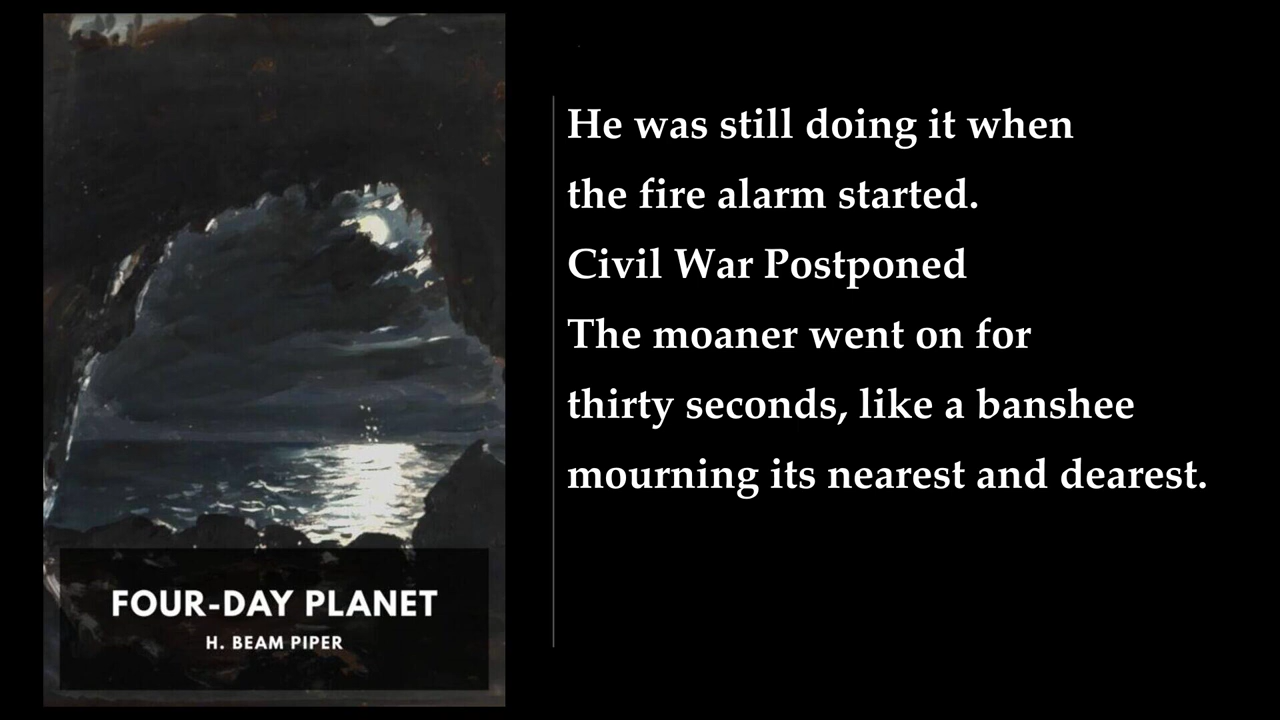 He was still doing it when
the fire alarm started.
Civil War Postponed
The moaner went on for
thirty seconds, like a banshee
mourning its nearest and dearest.
FOUR-DAY PLANET
H. BEAM PIPER